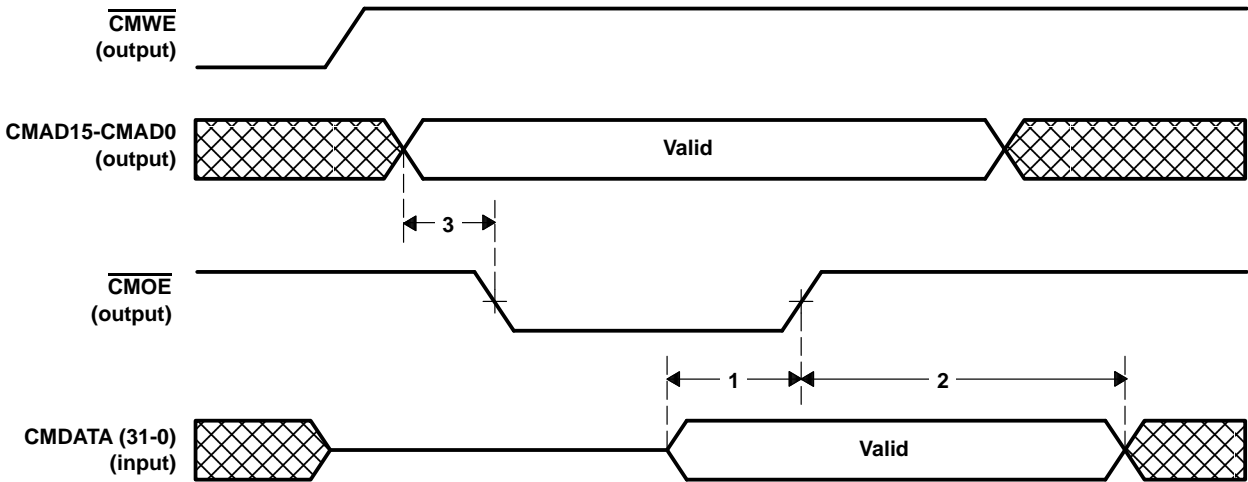 CMWE
(output)
CMAD15-CMAD0
(output)
Valid
3
CMOE
(output)
1
2
CMDATA (31-0)
(input)
Valid